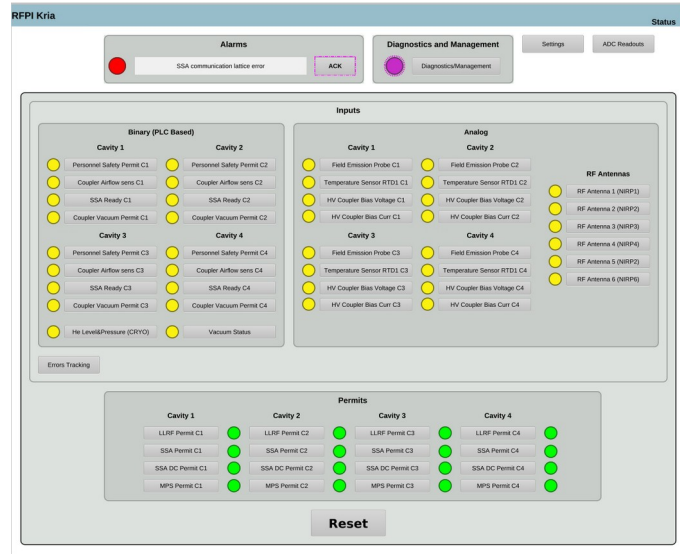 RFPI Kria
Status
Alarms
SSA communication lattice error
ACK
Diagnostics and Management
Diagnostics/Management
Settings
ADC Readouts
Inputs
Binary (PLC Based)
Cavity 1
Cavity 2
Personnel Safety Permit C1
Personnel Safety Permit C2
Coupler Airflow sens C1
Coupler Airflow sens C2
SSA Ready C1
SSA Ready C2
Coupler Vacuum Permit C1
Coupler Vacuum Permit C2
Cavity 3
Cavity 4
Personnel Safety Permit C3
Personnel Safety Permit C4
Coupler Airflow sens C3
Coupler Airflow sens C4
SSA Ready C3
SSA Ready C4
Coupler Vacuum Permit C3
Coupler Vacuum Permit C4
He Level&Pressure (CRYO)
Vacuum Status
Analog
Cavity 1
Cavity 2
Field Emission Probe C1
Field Emission Probe C2
Temperature Sensor RTD1 C1
Temperature Sensor RTD1 C2
HV Coupler Bias Voltage C1
HV Coupler Bias Voltage C2
HV Coupler Bias Curr C1
HV Coupler Bias Curr C2
Cavity 3
Cavity 4
Field Emission Probe C3
Field Emission Probe C4
Temperature Sensor RTD1 C3
Temperature Sensor RTD1 C4
HV Coupler Bias Voltage C3
HV Coupler Bias Voltage C4
HV Coupler Bias Curr C3
HV Coupler Bias Curr C4
RF Antennas
RF Antenna 1 (NIRP1)
RF Antenna 2 (NIRP2)
RF Antenna 3 (NIRP3)
RF Antenna 4 (NIRP4)
RF Antenna 5 (NIRP2)
RF Antenna 6 (NIRP6)
Errors Tracking
Permits
Cavity 1
Cavity 2
Cavity 3
Cavity 4
LLRF Permit C1
LLRF Permit C2
LLRF Permit C3
LLRF Permit C4
SSA Permit C1
SSA Permit C2
SSA Permit C3
SSA Permit C4
SSA DC Permit C1
SSA DC Permit C2
SSA DC Permit C3
SSA DC Permit C4
MPS Permit C1
MPS Permit C2
MPS Permit C3
MPS Permit C4
Reset